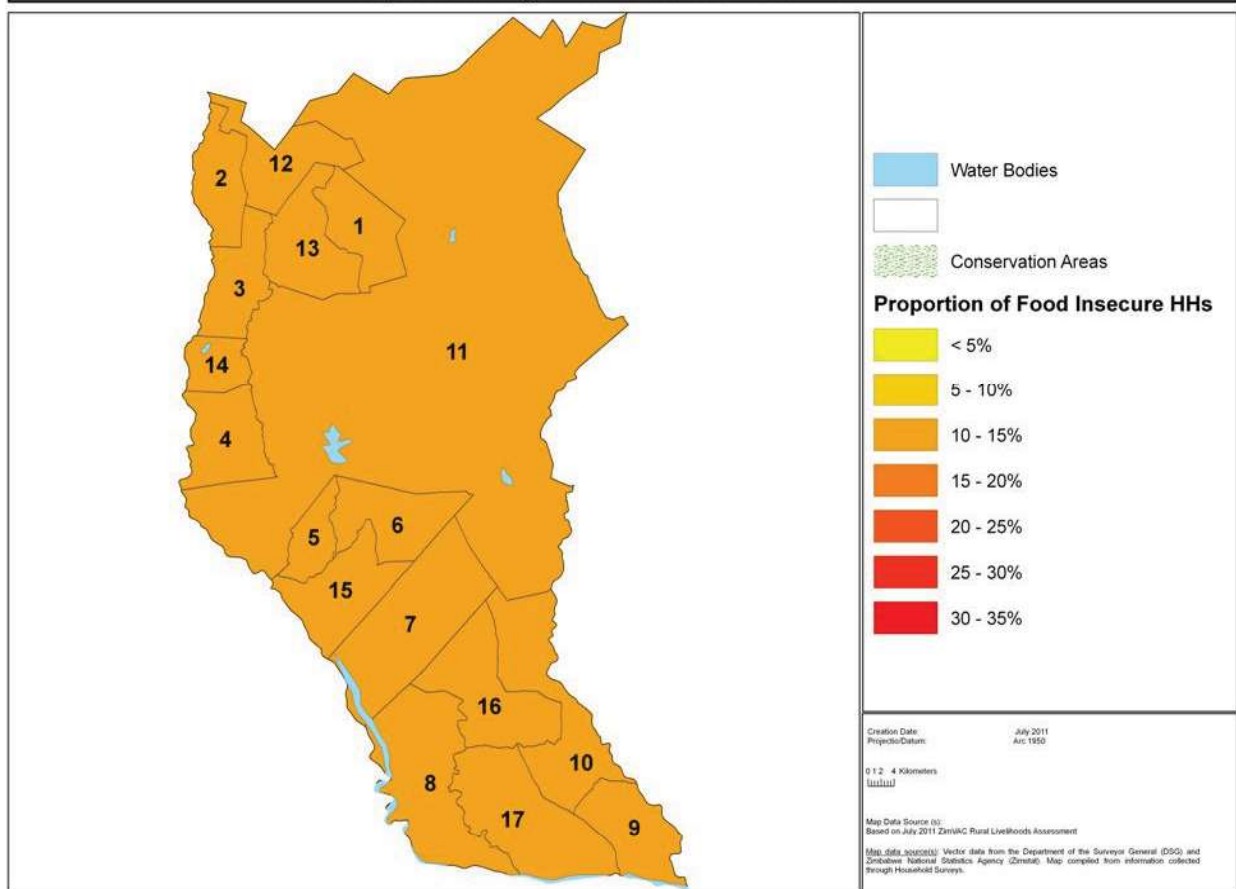 12
2
1
13
3
11
14
4
6
5
15
7
16
10
8
17
9
Water Bodies
Conservation Areas
Proportion of Food Insecure HHs
< 5%
5 - 10%
10 - 15%
15 - 20%
20 - 25%
25 - 30%
30 - 35%
Creation Date: July 2011
Projectio/Datum: Arc 1950
0 1 2 4 Kilometers
Map Data Source (s):
Based on July 2011 ZimVAC Rural Livelihoods Assessment
Map data source(s): Vector data from the Department of the Surveyor General (DSG) and
Zimbabwe National Statistics Agency (Zimstat). Map compiled from information collected
through Household Surveys.